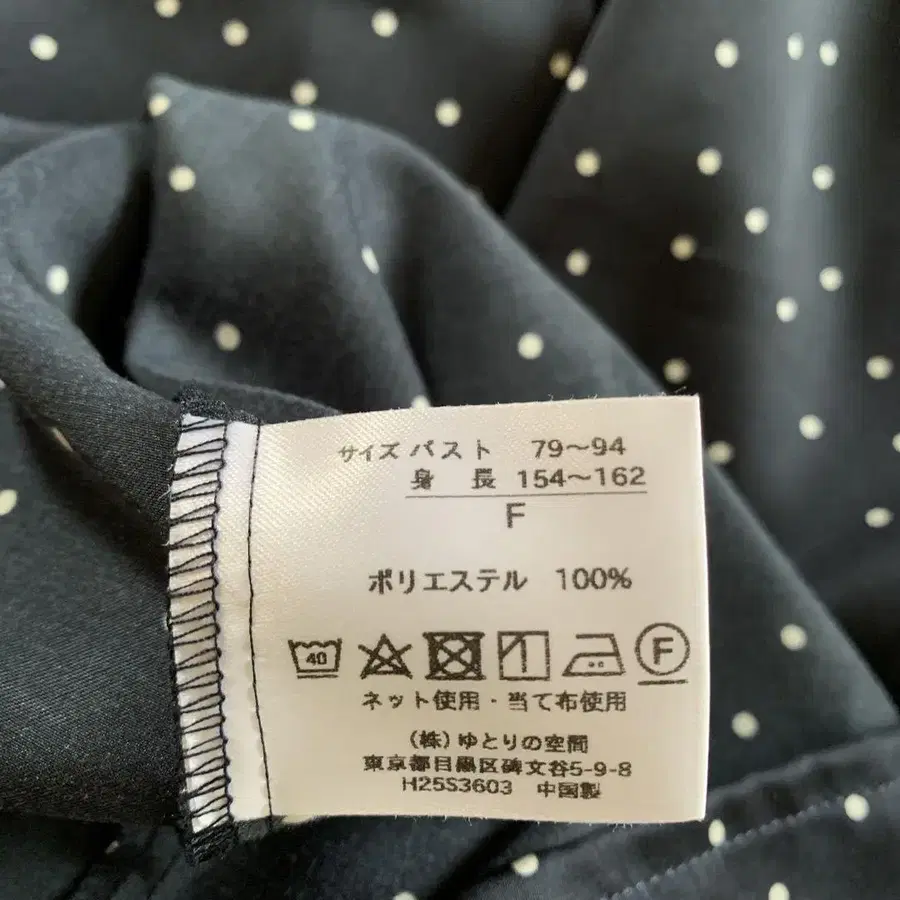 サイズ バスト 79～94
身 長 154～162
F
ポリエステル 100%
40 F
ネット使用・当て布使用
(株)ゆとりの空間
東京都目黒区碑文谷5-9-8
H25S3603 中国製